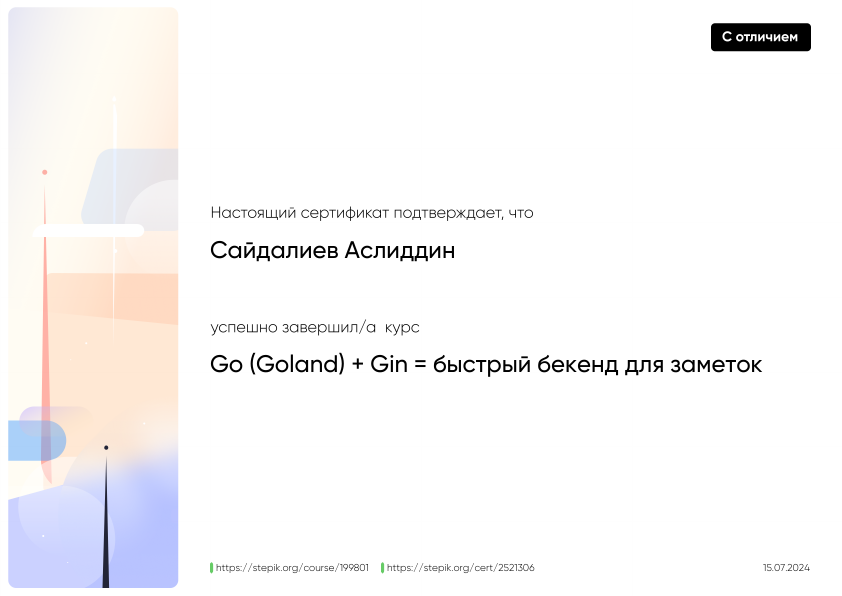 С отличием
Настоящий сертификат подтверждает, что
Сайдалиев Аслиддин
успешно завершил/а  курс
Go (Goland) + Gin = быстрый бекенд для заметок
https://stepik.org/course/199801 https://stepik.org/cert/2521306 15.07.2024